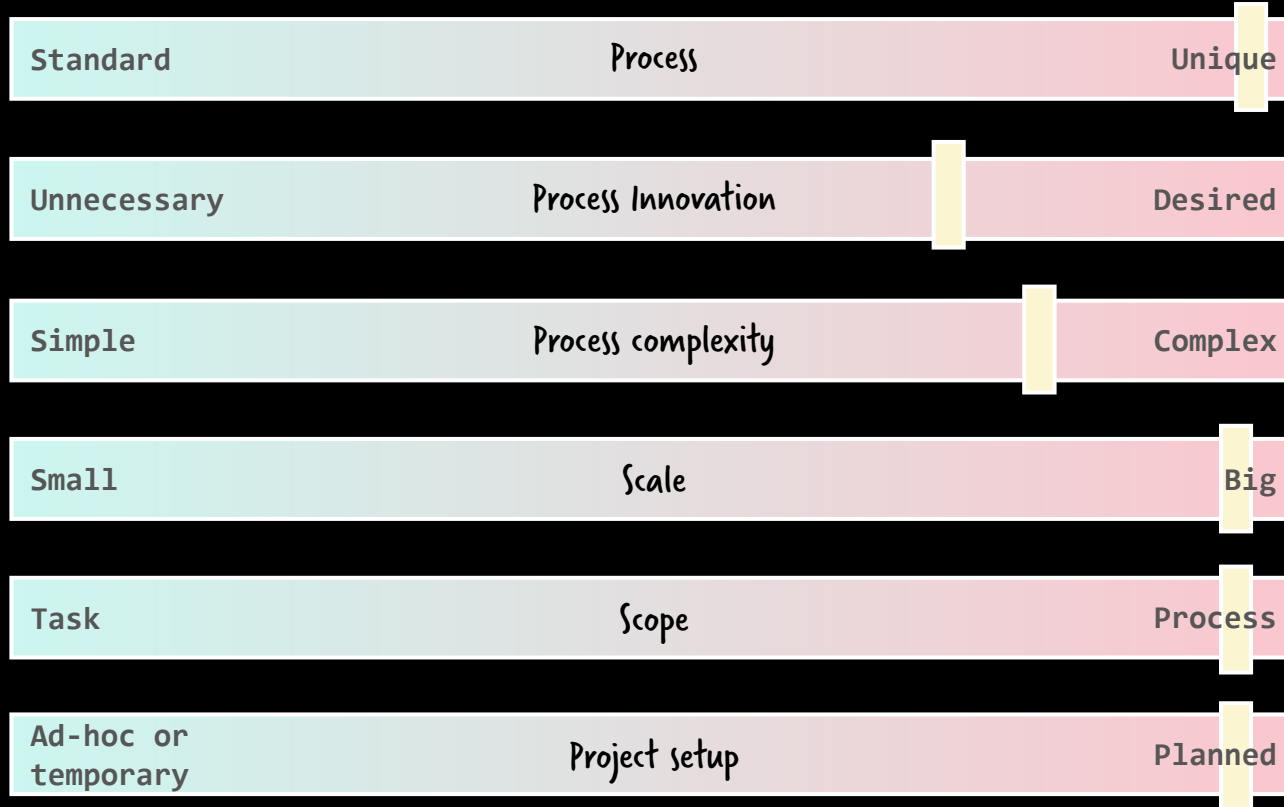 Standard Process Unique
Unnecessary Process Innovation Desired
Simple Process complexity Complex
Small Scale Big
Task Scope Process
Ad-hoc or
temporary Project setup Planned